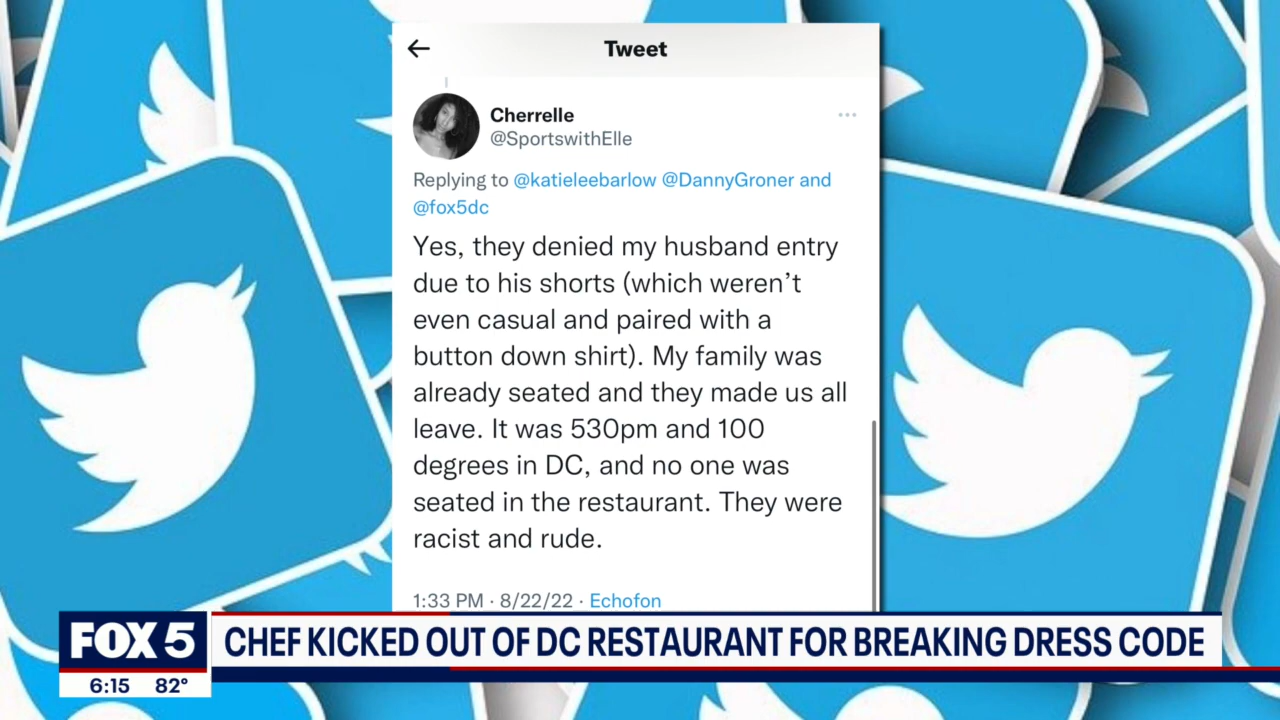 Tweet
Cherrelle
@SportswithElle
Replying to @katieleebarlow @DannyGroner and
@fox5dc
Yes, they denied my husband entry
due to his shorts (which weren’t
even casual and paired with a
button down shirt). My family was
already seated and they made us all
leave. It was 530pm and 100
degrees in DC, and no one was
seated in the restaurant. They were
racist and rude.
1:33 PM · 8/22/22 · Echofon
FOX 5
CHEF KICKED OUT OF DC RESTAURANT FOR BREAKING DRESS CODE
6:15 82°